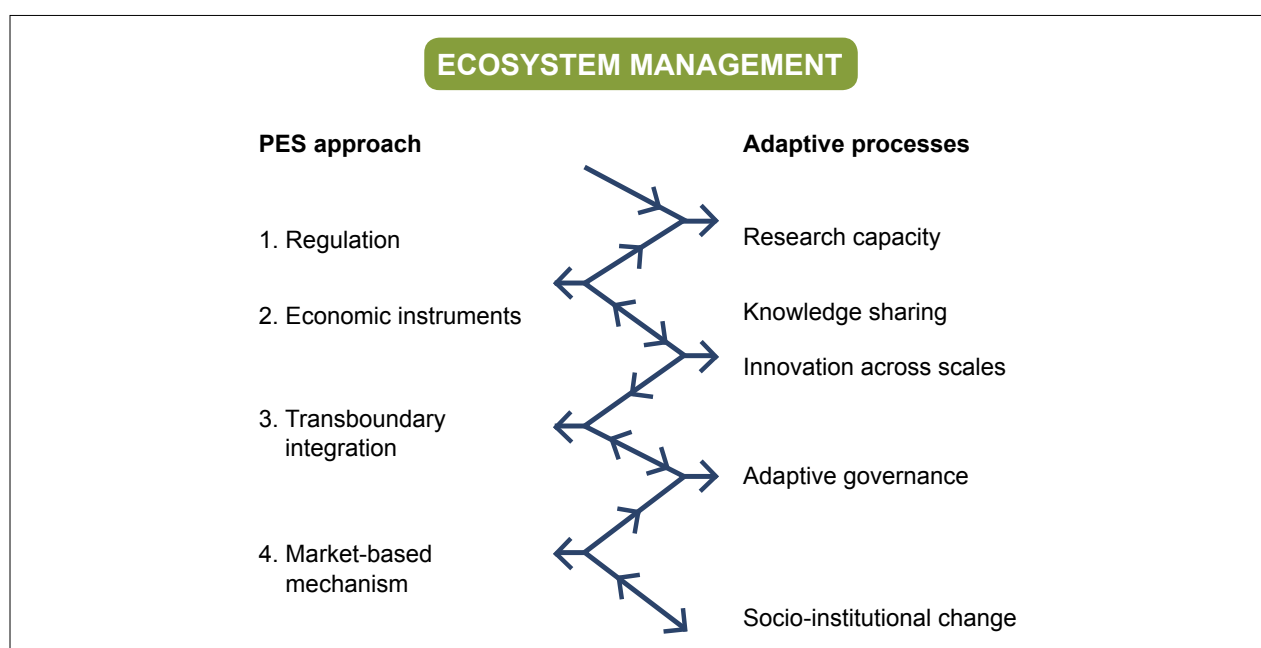 ECOSYSTEM MANAGEMENT
PES approach
Adaptive processes
1. Regulation
Research capacity
2. Economic instruments
Knowledge sharing
Innovation across scales
3. Transboundary
integration
Adaptive governance
4. Market-based
mechanism
Socio-institutional change